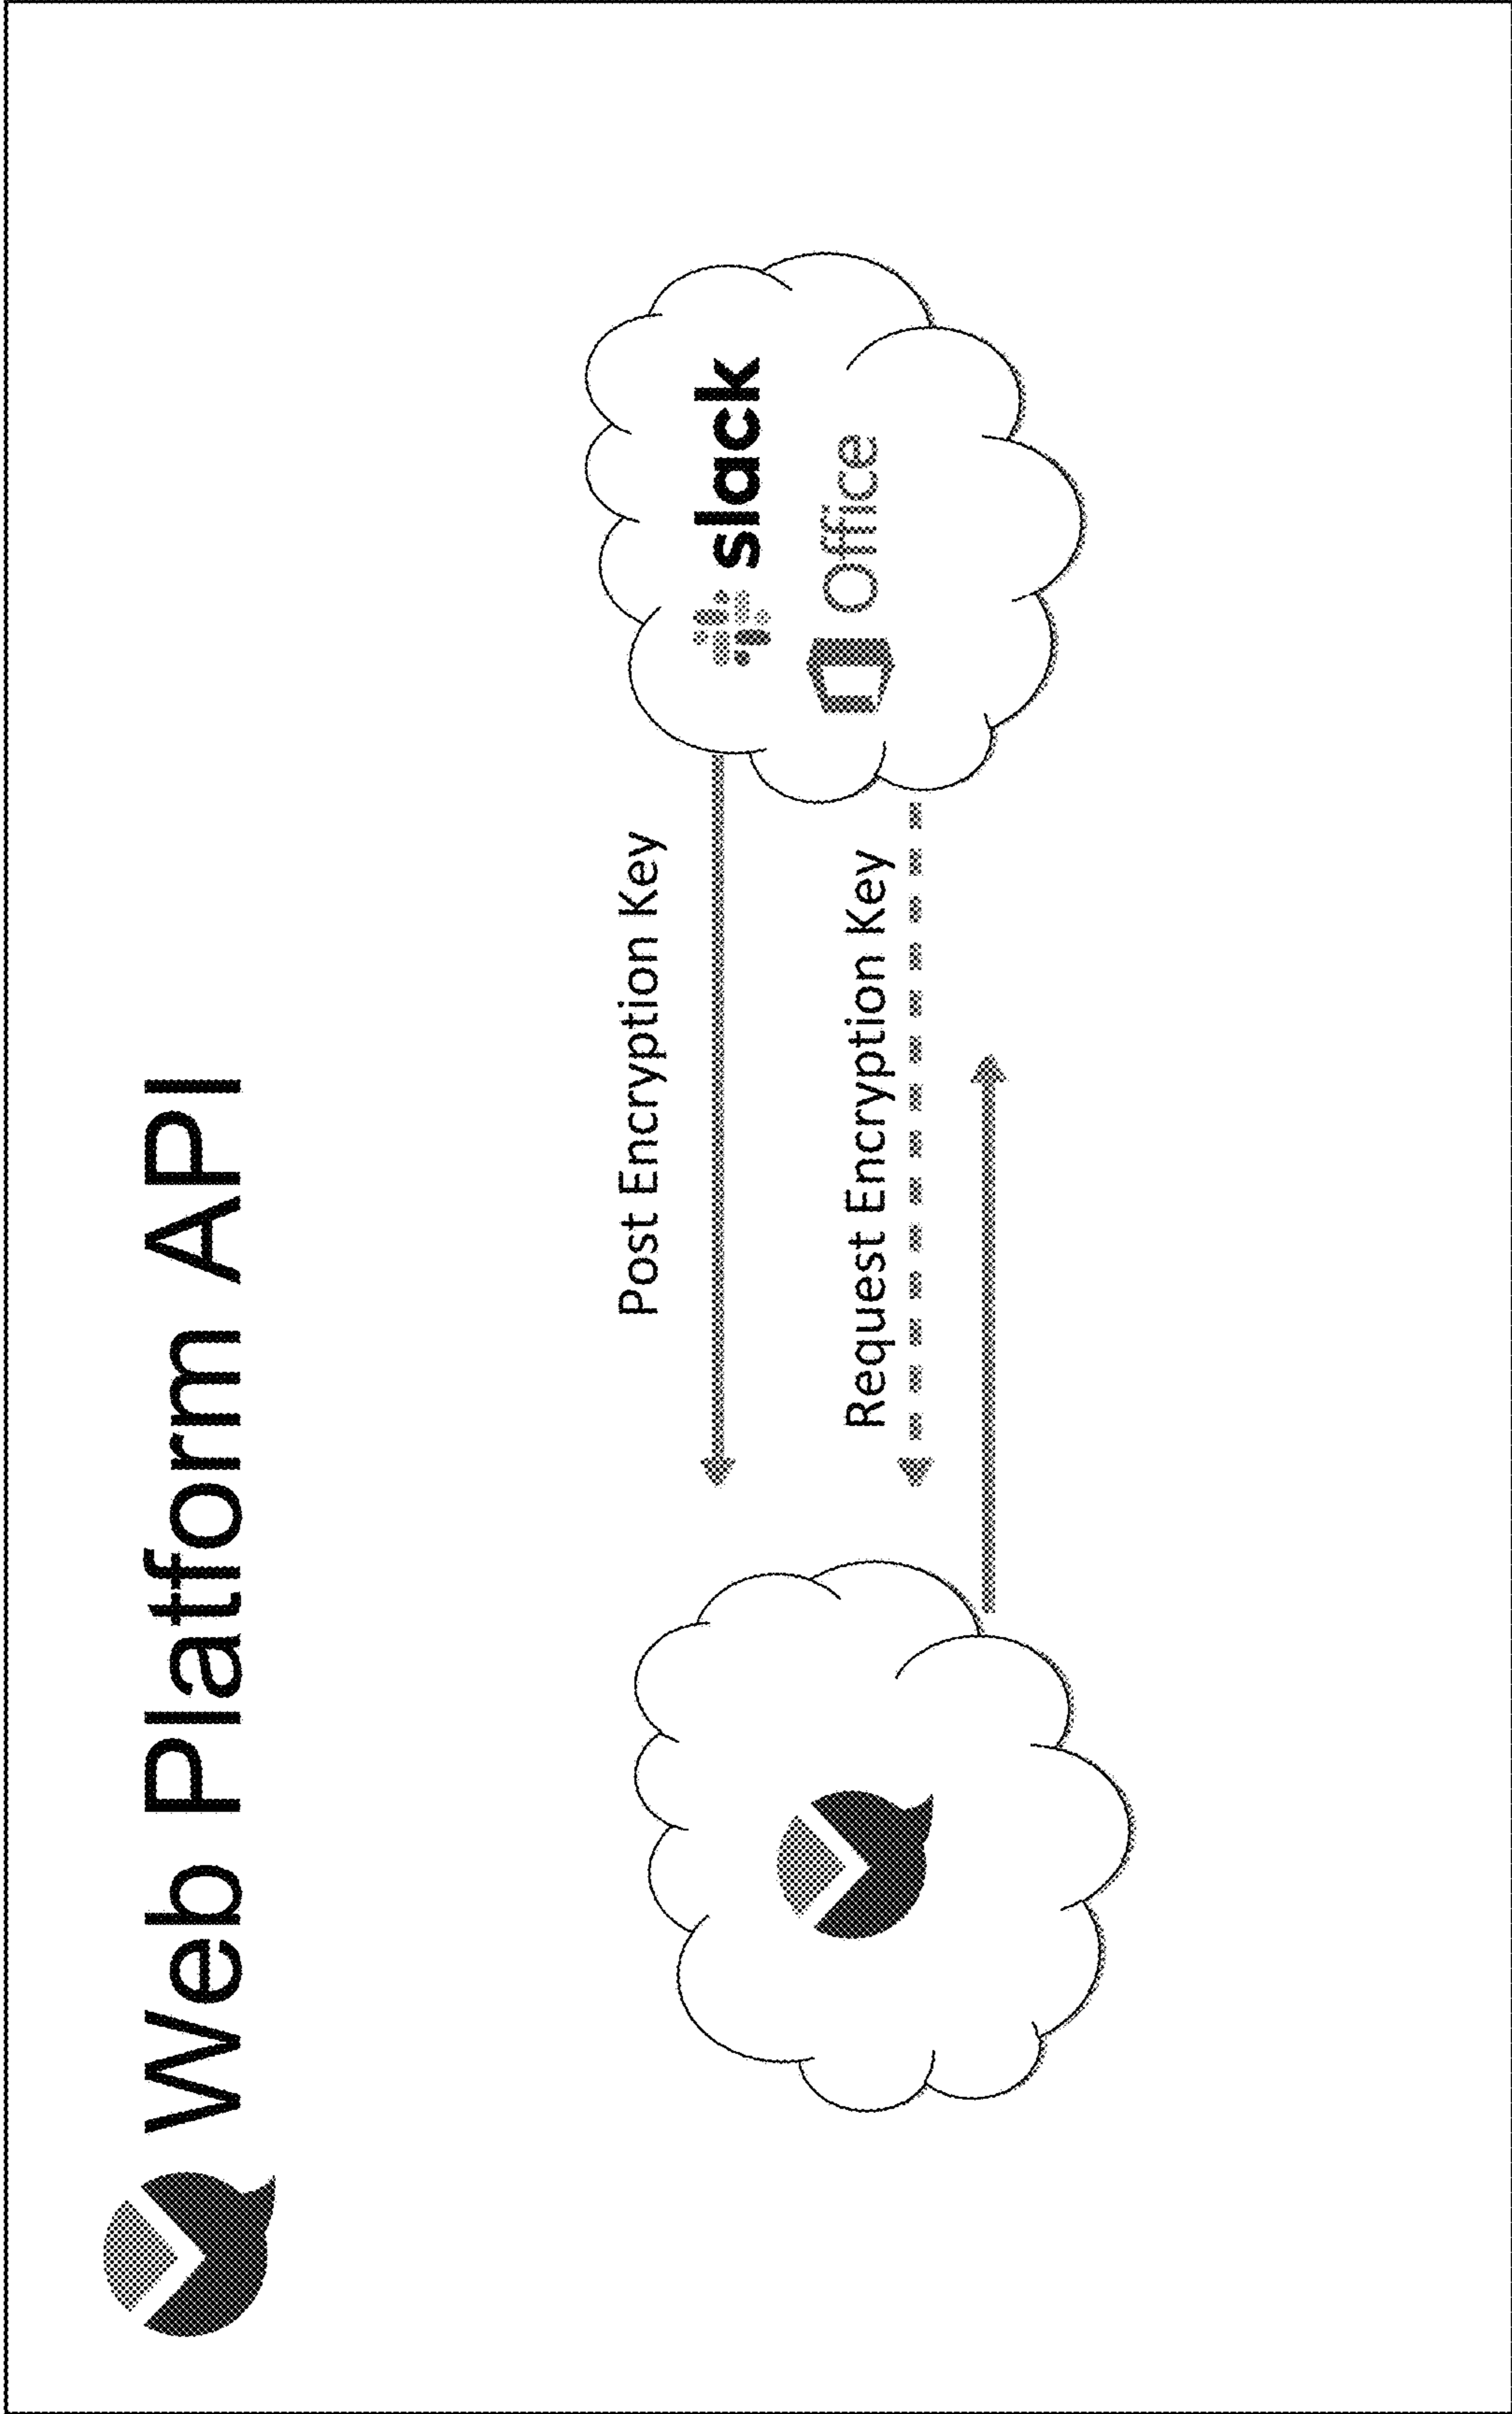 Web Platform API
Post Encryption Key
slack
Office
Request Encryption Key